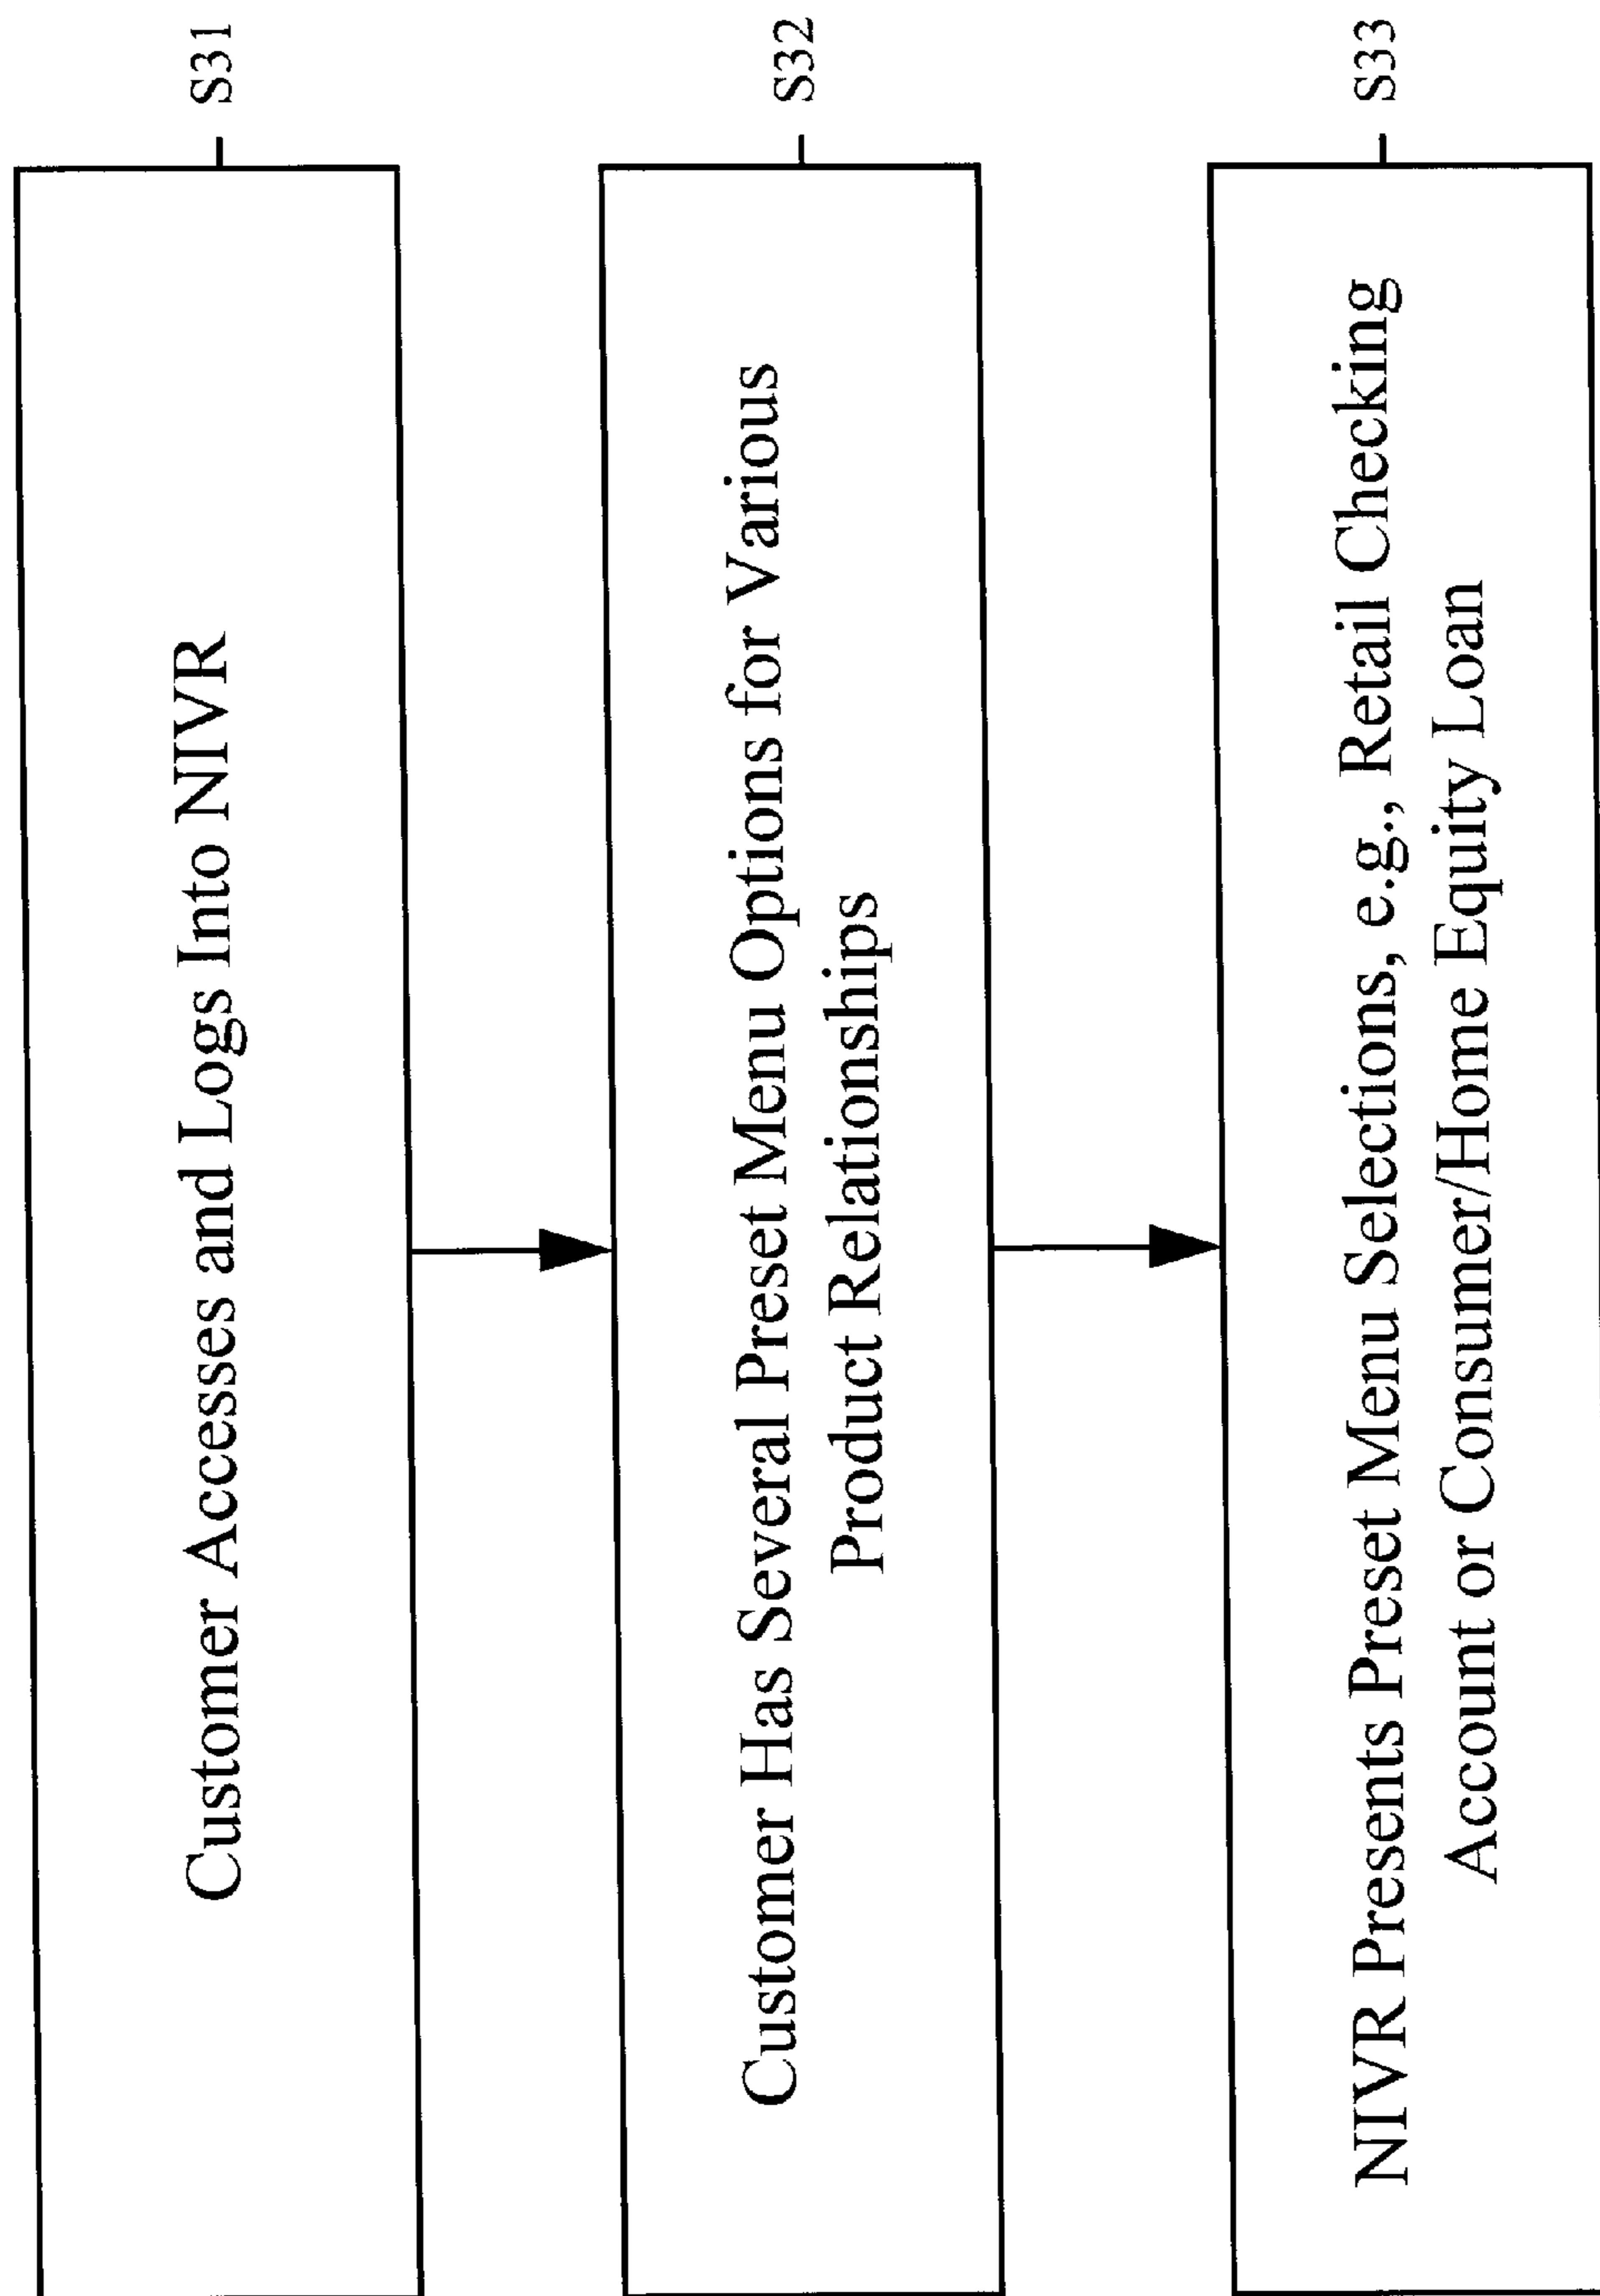 Customer Accesses and Logs Into NIVR
S31
Customer Has Several Preset Menu Options for Various
Product Relationships
S32
NIVR Presents Preset Menu Selections, e.g., Retail Checking
Account or Consumer/Home Equity Loan
S33